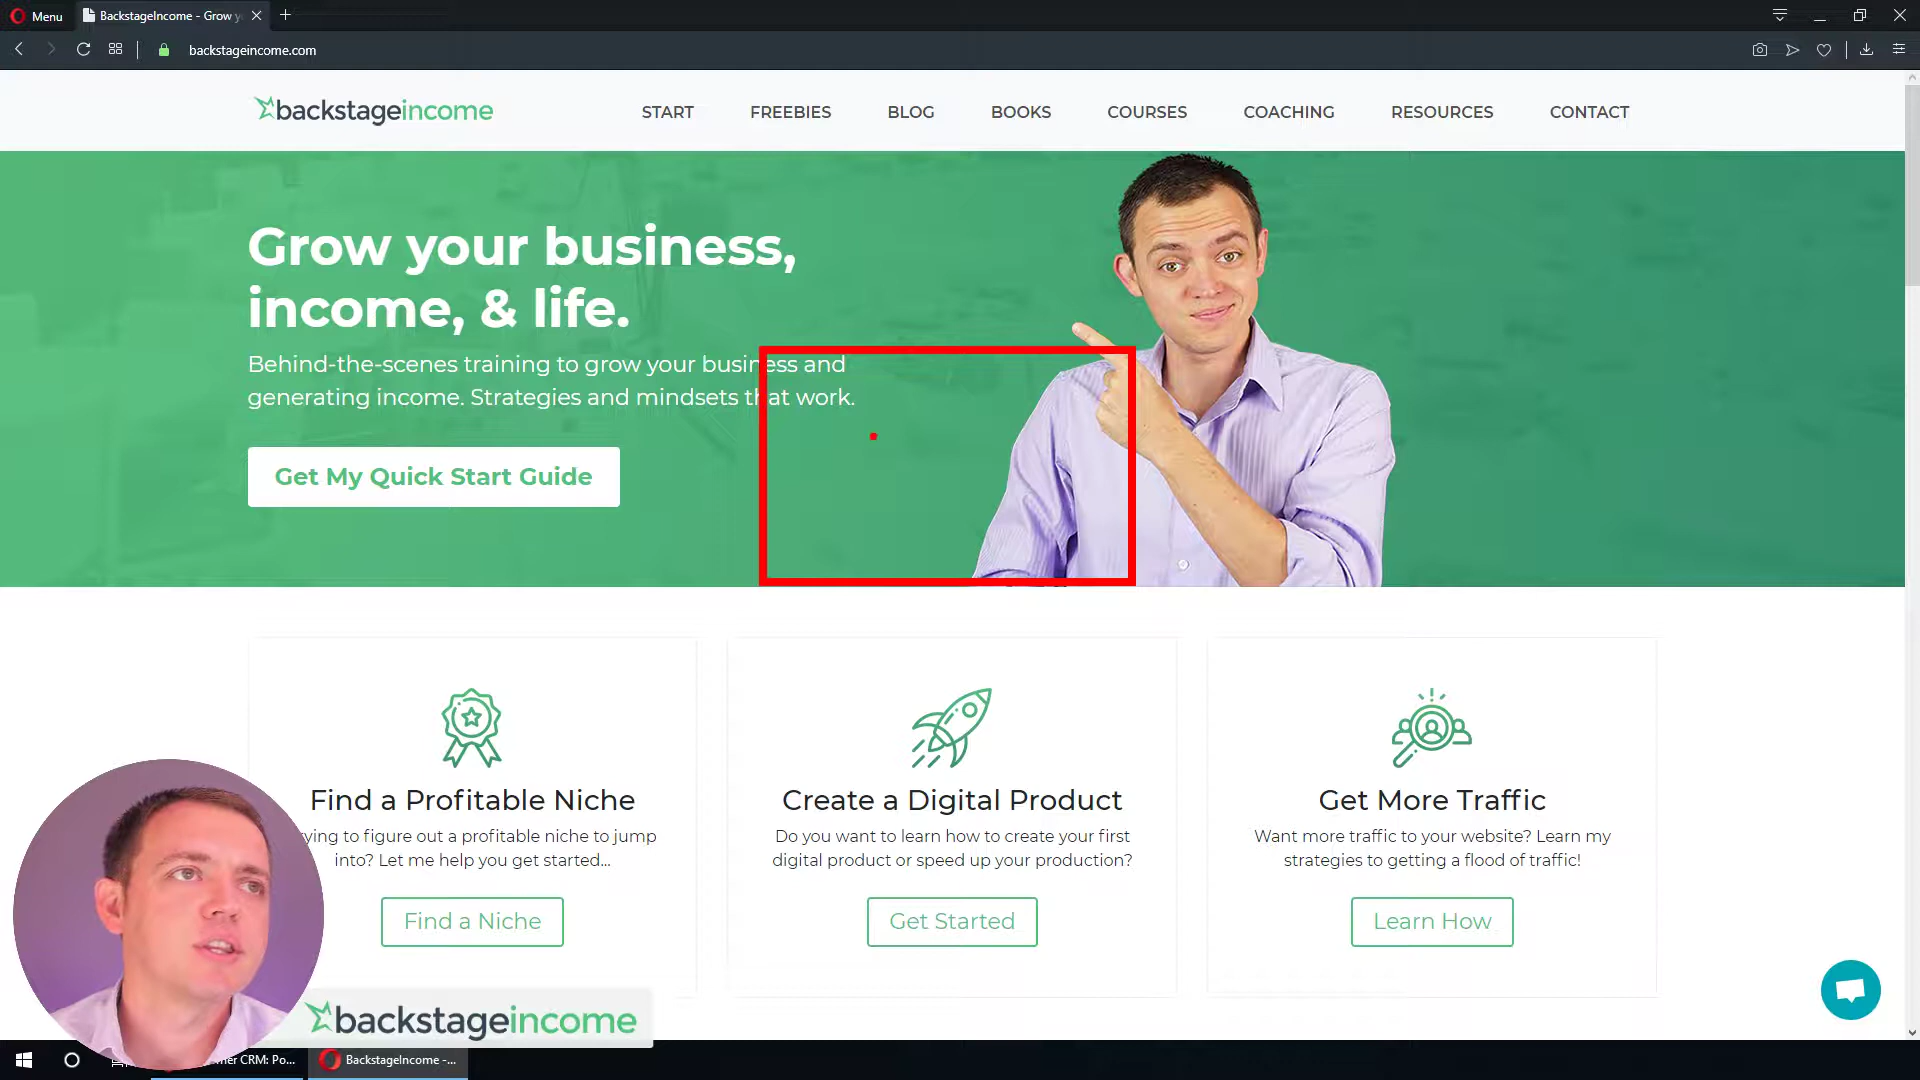 Menu
BackstageIncome - Grow y
backstageincome.com
backstageincome
START FREEBIES BLOG BOOKS COURSES COACHING RESOURCES CONTACT
Grow your business,
income, & life.
Behind-the-scenes training to grow your business and
generating income. Strategies and mindsets that work.
Get My Quick Start Guide
Find a Profitable Niche
ying to figure out a profitable niche to jump
into? Let me help you get started...
Find a Niche
Create a Digital Product
Do you want to learn how to create your first
digital product or speed up your production?
Get Started
Get More Traffic
Want more traffic to your website? Learn my
strategies to getting a flood of traffic!
Learn How
backstageincome
ner CRM: Po...
BackstageIncome -...